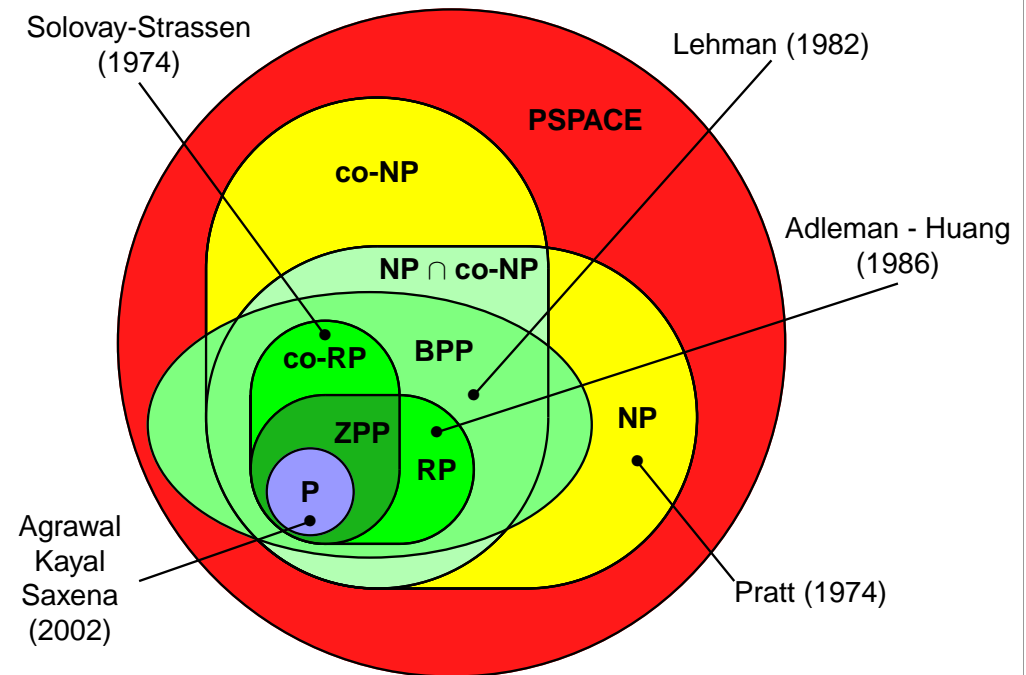 Solovay-Strassen
(1974)
Lehman (1982)
PSPACE
co-NP
Adleman - Huang
(1986)
NP ∩ co-NP
co-RP
BPP
ZPP
NP
RP
P
Agrawal
Kayal
Saxena
(2002)
Pratt (1974)